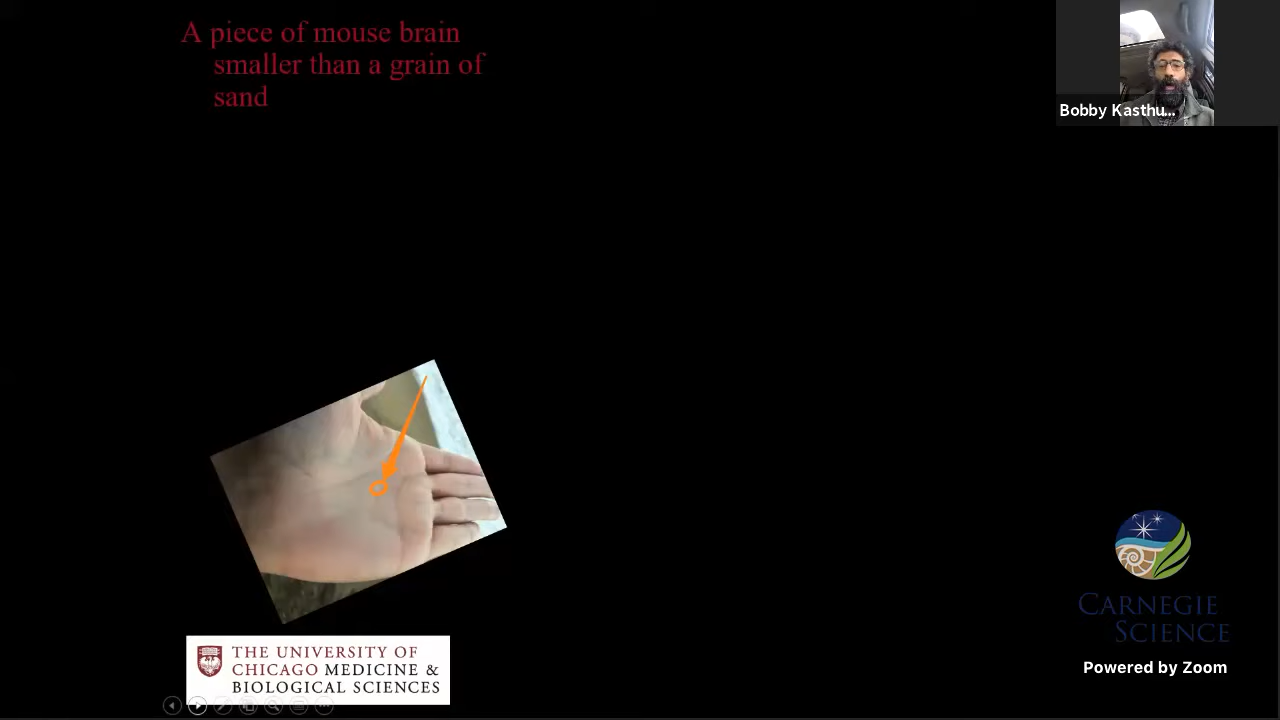 A piece of mouse brain
smaller than a grain of
sand
Bobby Kasthu...
THE UNIVERSITY OF
CHICAGO MEDICINE &
BIOLOGICAL SCIENCES
CARNEGIE
SCIENCE
Powered by Zoom